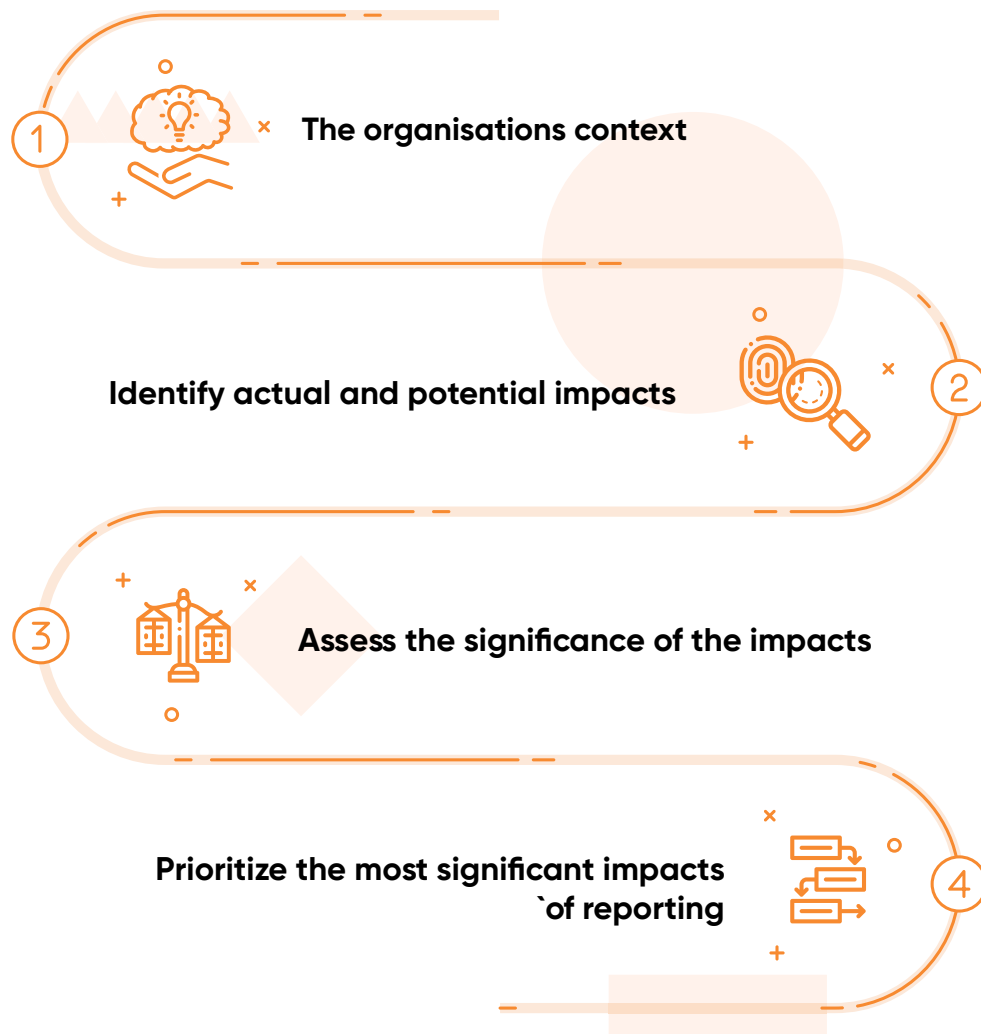 1
The organisations context
Identify actual and potential impacts
2
3
Assess the significance of the impacts
Prioritize the most significant impacts
`of reporting
4